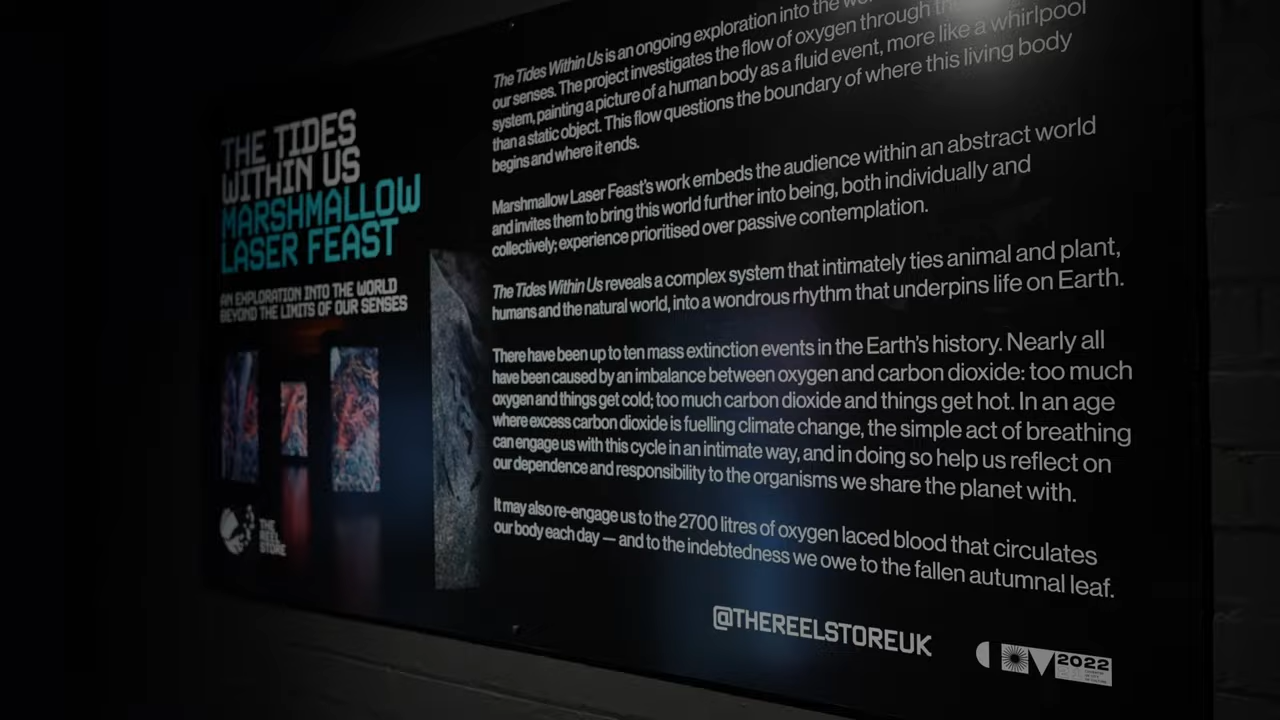 THE TIDES
WITHIN US
MARSHMALLOW
LASER FEAST
AN EXPLORATION INTO THE WORLD
BEYOND THE LIMITS OF OUR SENSES
THE
REEL
STORE
The Tides Within Us is an ongoing exploration into the
our senses. The project investigates the flow of oxygen through
system, painting a picture of a human body as a fluid event, more like a whirlpool
than a static object. This flow questions the boundary of where this living body
begins and where it ends.
Marshmallow Laser Feast's work embeds the audience within an abstract world
and invites them to bring this world further into being, both individually and
collectively; experience prioritised over passive contemplation.
The Tides Within Us reveals a complex system that intimately ties animal and plant,
humans and the natural world, into a wondrous rhythm that underpins life on Earth.
There have been up to ten mass extinction events in the Earth's history. Nearly all
have been caused by an imbalance between oxygen and carbon dioxide: too much
oxygen and things get cold; too much carbon dioxide and things get hot. In an age
where excess carbon dioxide is fuelling climate change, the simple act of breathing
can engage us with this cycle in an intimate way, and in doing so help us reflect on
our dependence and responsibility to the organisms we share the planet with.
It may also re-engage us to the 2700 litres of oxygen laced blood that circulates
our body each day — and to the indebtedness we owe to the fallen autumnal leaf.
@THEREELSTOREUK
2022